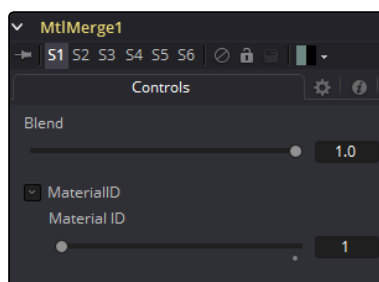 MtlMerge1
S1 S2 S3 S4 S5 S6
Controls
Blend
1.0
MaterialID
Material ID
1